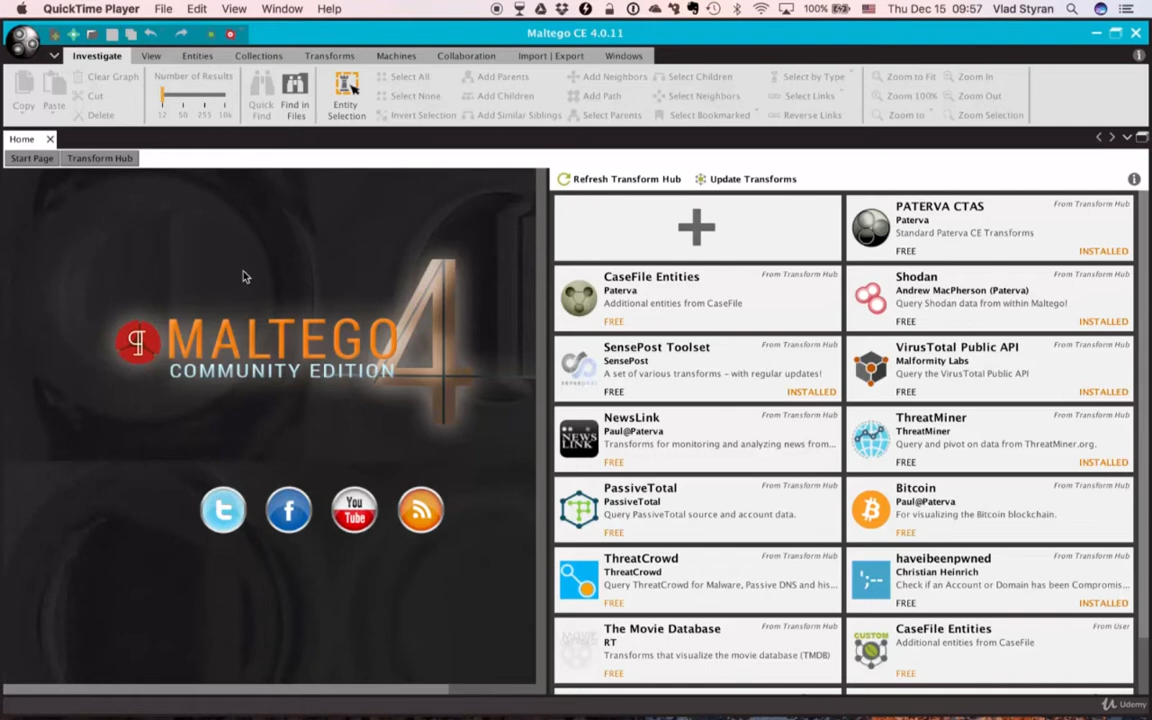 QuickTime Player File Edit View Window Help 100% Thu Dec 15 09:57 Vlad Styran
Maltego CE 4.0.11
Investigate View Entities Collections Transforms Machines Collaboration Import | Export Windows
Copy Paste Clear Graph Cut Delete
Number of Results
12 50 255 10k
Quick Find
Find in Files
Entity Selection
Select All Add Parents Add Neighbors Select Children Select by Type Zoom to Fit Zoom In
Select None Add Children Add Path Select Neighbors Select Links Zoom 100% Zoom Out
Invert Selection Add Similar Siblings Select Parents Select Bookmarked Reverse Links Zoom to Zoom Selection
Home
Start Page Transform Hub
MALTEGO 4
COMMUNITY EDITION
You
Tube
Refresh Transform Hub Update Transforms
PATERVA CTAS From Transform Hub
Paterva
Standard Paterva CE Transforms
FREE INSTALLED
CaseFile Entities From Transform Hub
Paterva
Additional entities from CaseFile
FREE
Shodan From Transform Hub
Andrew MacPherson (Paterva)
Query Shodan data from within Maltego!
FREE INSTALLED
SensePost Toolset From Transform Hub
SensePost
A set of various transforms – with regular updates!
FREE INSTALLED
VirusTotal Public API From Transform Hub
Malformity Labs
Query the VirusTotal Public API
FREE INSTALLED
NEWS
LINK
NewsLink From Transform Hub
Paul@Paterva
Transforms for monitoring and analyzing news from...
FREE
ThreatMiner From Transform Hub
ThreatMiner
Query and pivot on data from ThreatMiner.org.
FREE INSTALLED
PassiveTotal From Transform Hub
PassiveTotal
Query PassiveTotal source and account data.
FREE
Bitcoin From Transform Hub
Paul@Paterva
For visualizing the Bitcoin blockchain.
FREE
ThreatCrowd From Transform Hub
ThreatCrowd
Query ThreatCrowd for Malware, Passive DNS and his...
FREE
haveibeenpwned From Transform Hub
Christian Heinrich
Check if an Account or Domain has been Compromis...
FREE INSTALLED
The Movie Database From Transform Hub
RT
Transforms that visualize the movie database (TMDB)
FREE
CUSTOM
CaseFile Entities From User
Additional entities from CaseFile
FREE
Udemy